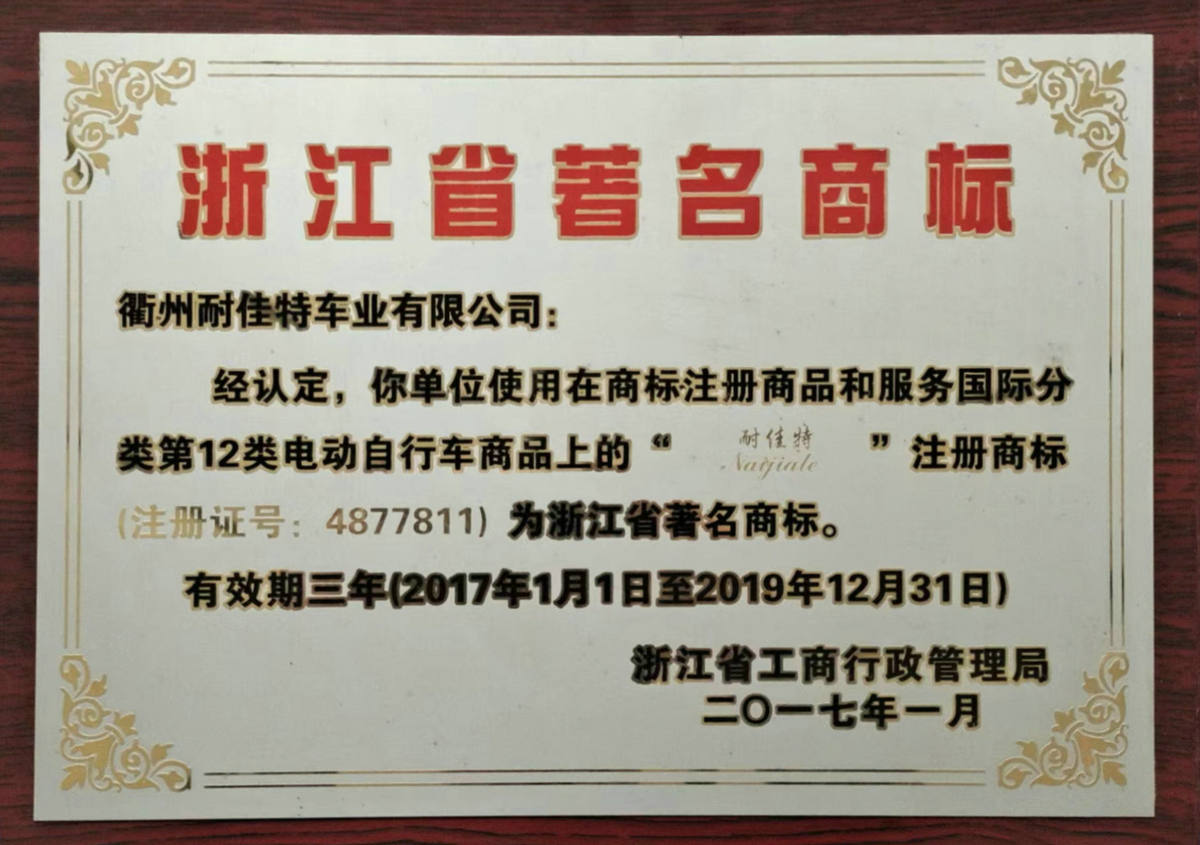 浙江省著名商标
衢州耐佳特车业有限公司：
经认定，你单位使用在商标注册商品和服务国际分
类第12类电动自行车商品上的“耐佳特”注册商标
Naijiate
(注册证号：4877811）为浙江省著名商标。
有效期三年(2017年1月1日至2019年12月31日)
浙江省工商行政管理局
二〇一七年一月